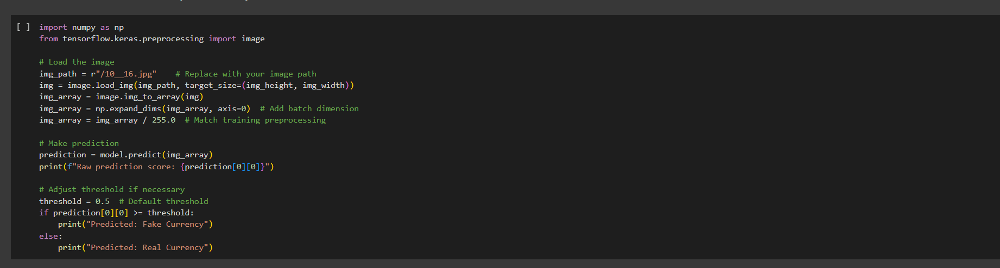 [ ] import numpy as np
from tensorflow.keras.preprocessing import image

# Load the image
img_path = r"/10__16.jpg"    # Replace with your image path
img = image.load_img(img_path, target_size=(img_height, img_width))
img_array = image.img_to_array(img)
img_array = np.expand_dims(img_array, axis=0)  # Add batch dimension
img_array = img_array / 255.0  # Match training preprocessing

# Make prediction
prediction = model.predict(img_array)
print(f"Raw prediction score: {prediction[0][0]}")

# Adjust threshold if necessary
threshold = 0.5  # Default threshold
if prediction[0][0] >= threshold:
    print("Predicted: Fake Currency")
else:
    print("Predicted: Real Currency")